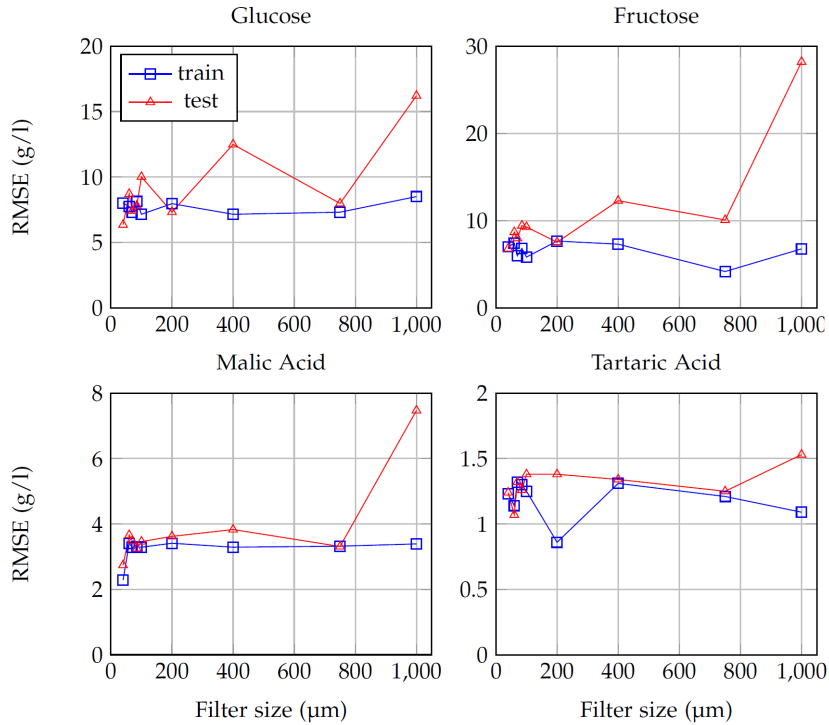 Glucose
Fructose
20
15
10
5
0
RMSE (g/l)
train
test
0 200 400 600 800 1,000
30
20
10
0
0 200 400 600 800 1,000
Malic Acid
Tartaric Acid
8
6
4
2
0
RMSE (g/l)
0 200 400 600 800 1,000
Filter size (µm)
2
1.5
1
0.5
0
0 200 400 600 800 1,000
Filter size (µm)